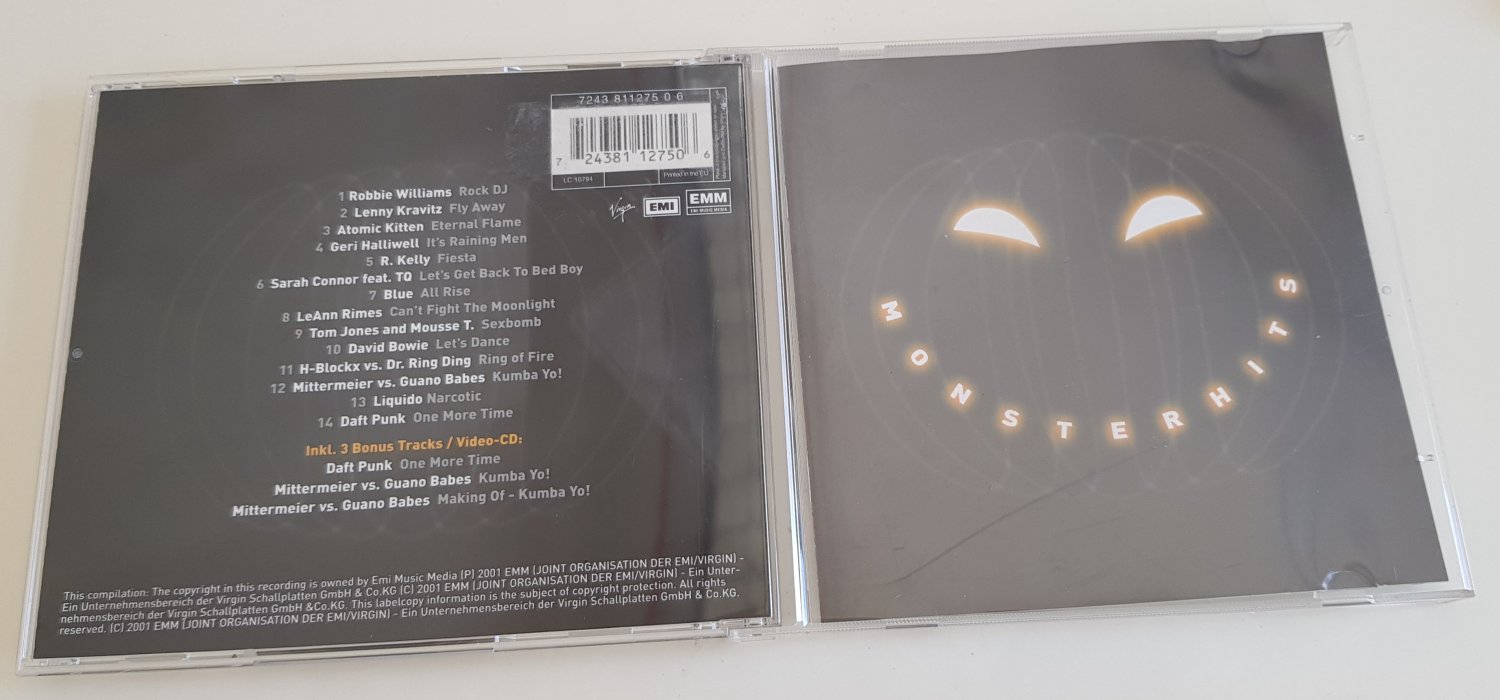 7243 811275 0 6
7 24381 12750 6
LC 10794
Printed in the EU
Virgin
EMI
EMM
EMI MUSIC MEDIA
1 Robbie Williams Rock DJ
2 Lenny Kravitz Fly Away
3 Atomic Kitten Eternal Flame
4 Geri Halliwell It's Raining Men
5 R. Kelly Fiesta
6 Sarah Connor feat. TQ Let's Get Back To Bed Boy
7 Blue All Rise
8 LeAnn Rimes Can't Fight The Moonlight
9 Tom Jones and Mousse T. Sexbomb
10 David Bowie Let's Dance
11 H-Blockx vs. Dr. Ring Ding Ring of Fire
12 Mittermeier vs. Guano Babes Kumba Yo!
13 Liquido Narcotic
14 Daft Punk One More Time
Inkl. 3 Bonus Tracks / Video-CD:
Daft Punk One More Time
Mittermeier vs. Guano Babes Kumba Yo!
Mittermeier vs. Guano Babes Making Of - Kumba Yo!
This compilation: The copyright in this recording is owned by Emi Music Media (P) 2001 EMM (JOINT ORGANISATION DER EMI/VIRGIN) -
Ein Unternehmensbereich der Virgin Schallplatten GmbH & Co.KG (C) 2001 EMM (JOINT ORGANISATION DER EMI/VIRGIN) - Ein Unter-
nehmensbereich der Virgin Schallplatten GmbH &Co.KG. This labelcopy information is the subject of copyright protection. All rights
reserved. (C) 2001 EMM (JOINT ORGANISATION DER EMI/VIRGIN) - Ein Unternehmensbereich der Virgin Schallplatten GmbH & Co.KG.
MONSTERHITS